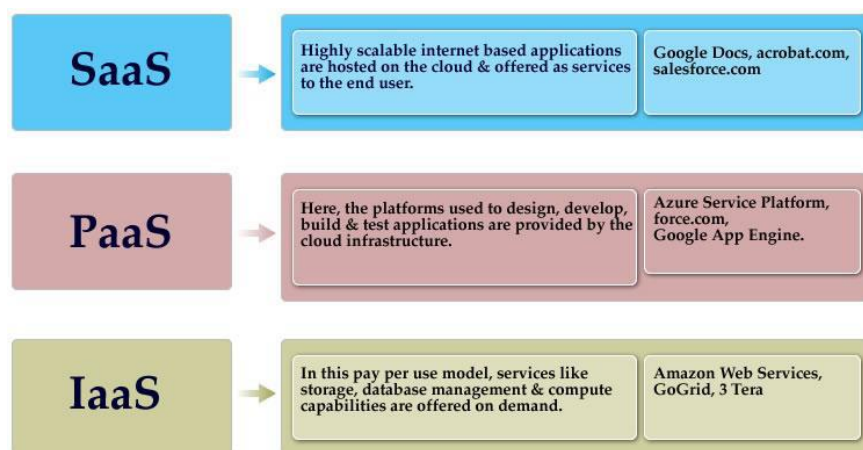 SaaS
Highly scalable internet based applications
are hosted on the cloud & offered as services
to the end user.
Google Docs, acrobat.com,
salesforce.com
PaaS
Here, the platforms used to design, develop,
build & test applications are provided by the
cloud infrastructure.
Azure Service Platform,
force.com,
Google App Engine.
IaaS
In this pay per use model, services like
storage, database management & compute
capabilities are offered on demand.
Amazon Web Services,
GoGrid, 3 Tera